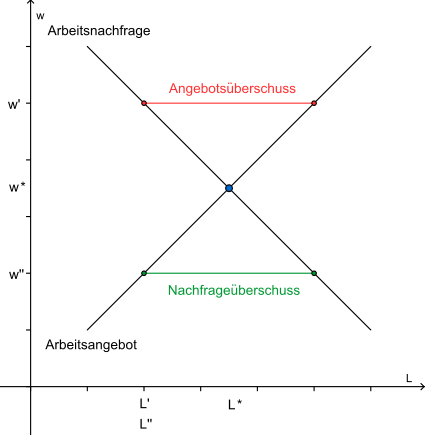 w
Arbeitsnachfrage
Angebotsüberschuss
w'
w*
w"
Nachfrageüberschuss
Arbeitsangebot
L
L'
L*
L"